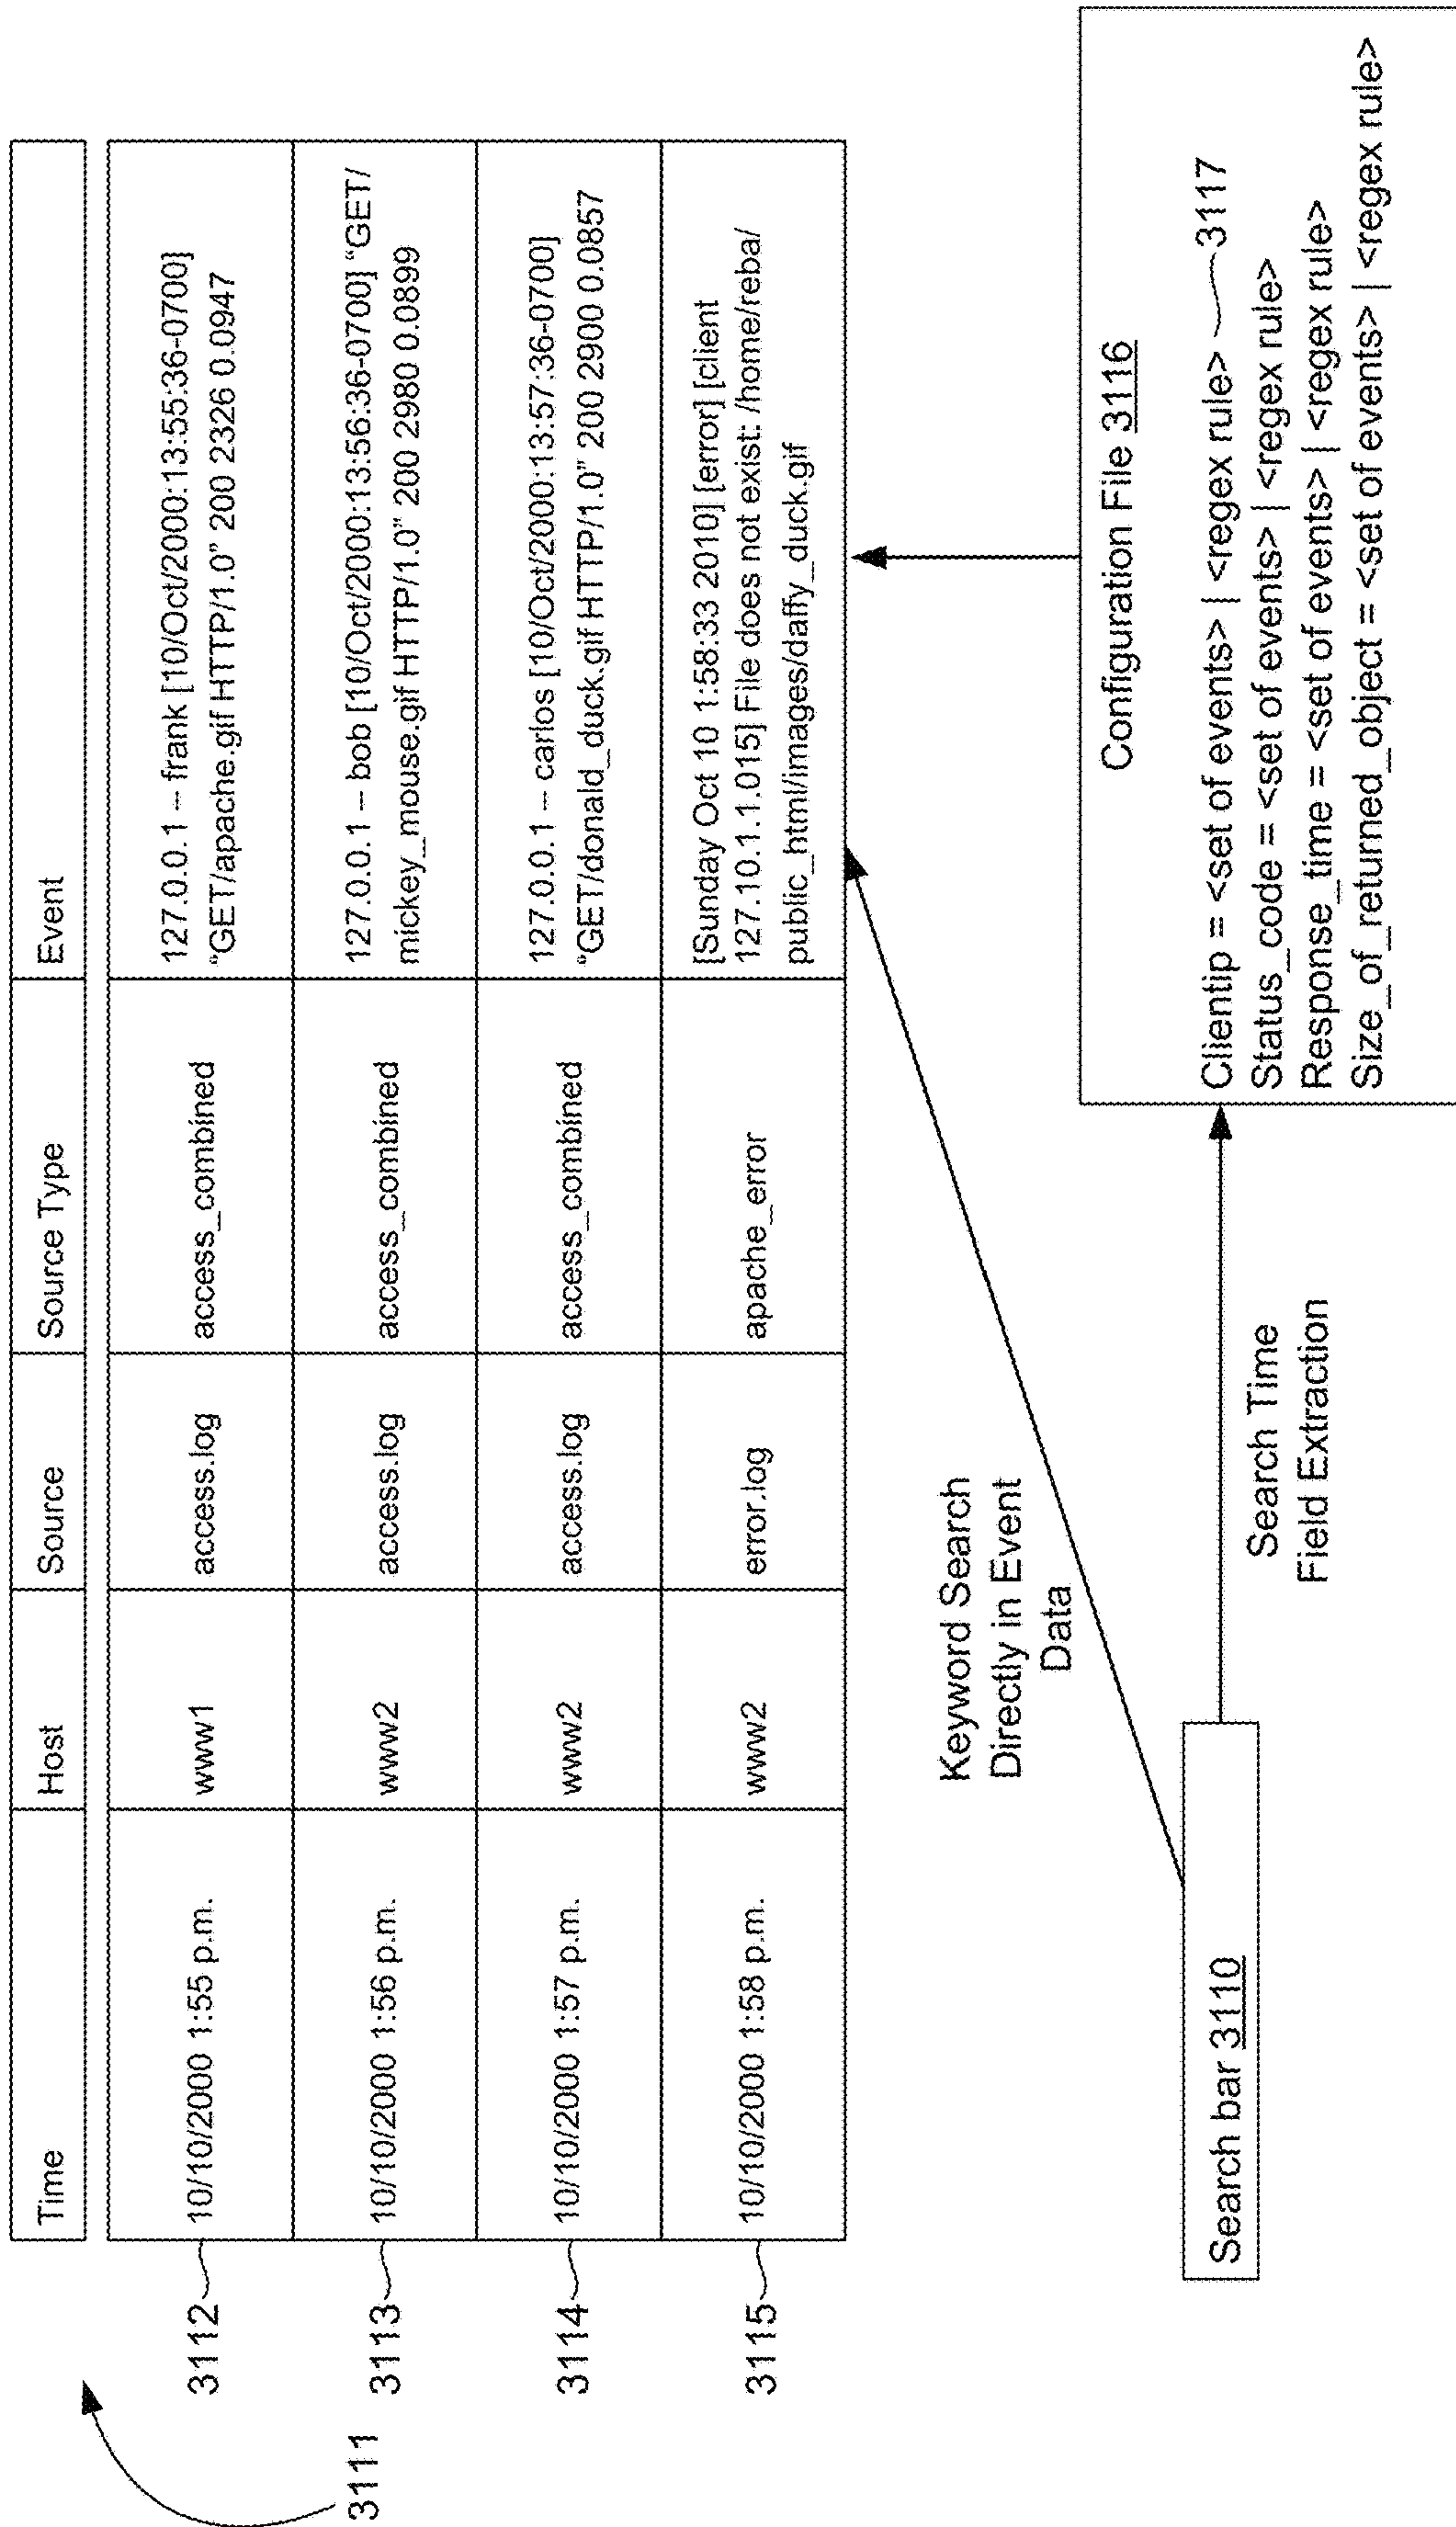 3111
Time Host Source Source Type Event
3112 10/10/2000 1:55 p.m. www1 access.log access_combined 127.0.0.1 – frank [10/Oct/2000:13:55:36-0700]
“GET/apache.gif HTTP/1.0” 200 2326 0.0947
3113 10/10/2000 1:56 p.m. www2 access.log access_combined 127.0.0.1 – bob [10/Oct/2000:13:56:36-0700] “GET/
mickey_mouse.gif HTTP/1.0” 200 2980 0.0899
3114 10/10/2000 1:57 p.m. www2 access.log access_combined 127.0.0.1 – carlos [10/Oct/2000:13:57:36-0700]
“GET/donald_duck.gif HTTP/1.0” 200 2900 0.0857
3115 10/10/2000 1:58 p.m. www2 error.log apache_error [Sunday Oct 10 1:58:33 2010] [error] [client
127.10.1.1.015] File does not exist: /home/reba/
public_html/images/daffy_duck.gif
Keyword Search
Directly in Event
Data
Search bar 3110
Search Time
Field Extraction
Configuration File 3116
Clientip = <set of events> | <regex rule> 3117
Status_code = <set of events> | <regex rule>
Response_time = <set of events> | <regex rule>
Size_of_returned_object = <set of events> | <regex rule>